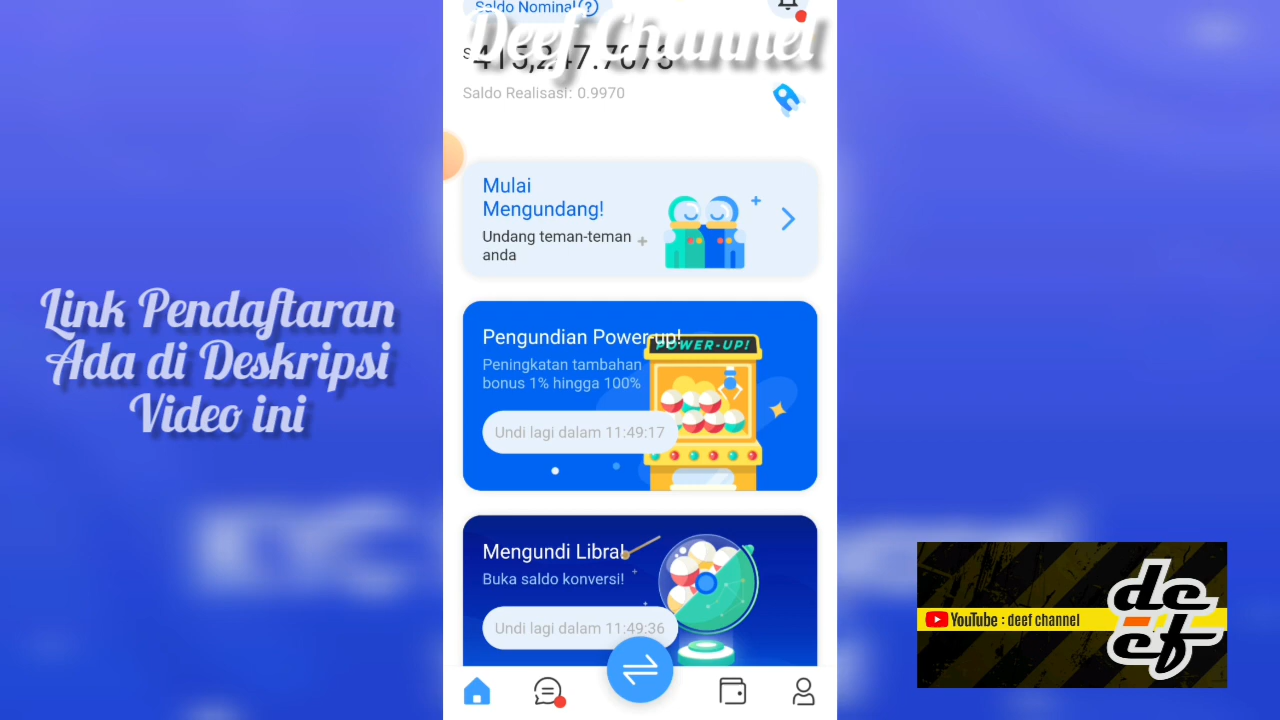 Saldo Nominal (?)
Deef Channel
Saldo Realisasi: 0.9970
Mulai
Mengundang!
Undang teman-teman
anda
Link Pendaftaran
Ada di Deskripsi
Video ini
Pengundian Power-up!
POWER-UP!
Peningkatan tambahan
bonus 1% hingga 100%
Undi lagi dalam 11:49:17
Mengundi Libra!
Buka saldo konversi!
Undi lagi dalam 11:49:36
de
ef
YouTube : deef channel